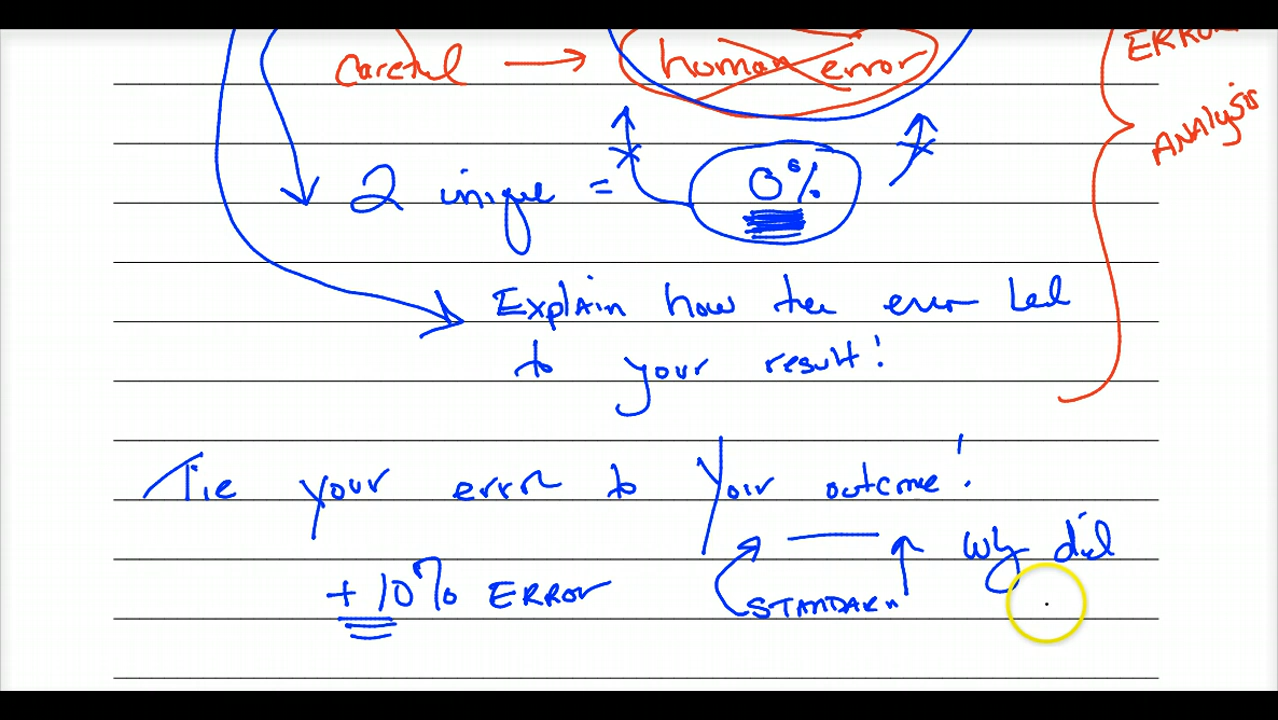 ERROR
Careful → human error
ANALYSIS
2 unique = 0%
Explain how the error led
to your result!
Tie your error to your outcome!
Why did
+10% ERROR STANDARD